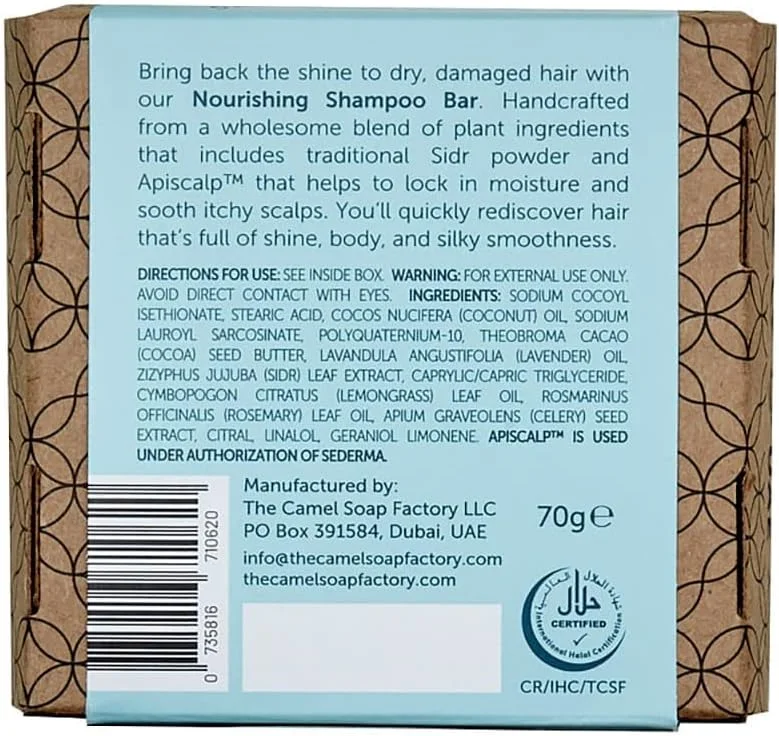 Bring back the shine to dry, damaged hair with
our Nourishing Shampoo Bar. Handcrafted
from a wholesome blend of plant ingredients
that includes traditional Sidr powder and
Apiscalp™ that helps to lock in moisture and
sooth itchy scalps. You'll quickly rediscover hair
that's full of shine, body, and silky smoothness.
DIRECTIONS FOR USE: SEE INSIDE BOX. WARNING: FOR EXTERNAL USE ONLY.
AVOID DIRECT CONTACT WITH EYES. INGREDIENTS: SODIUM COCOYL
ISETHIONATE, STEARIC ACID, COCOS NUCIFERA (COCONUT) OIL, SODIUM
LAUROYL SARCOSINATE, POLYQUATERNIUM-10, THEOBROMA CACAO
(COCOA) SEED BUTTER, LAVANDULA ANGUSTIFOLIA (LAVENDER) OIL,
ZIZYPHUS JUJUBA (SIDR) LEAF EXTRACT, CAPRYLIC/CAPRIC TRIGLYCERIDE,
CYMBOPOGON CITRATUS (LEMONGRASS) LEAF OIL, ROSMARINUS
OFFICINALIS (ROSEMARY) LEAF OIL, APIUM GRAVEOLENS (CELERY) SEED
EXTRACT, CITRAL, LINALOL, GERANIOL LIMONENE. APISCALP™ IS USED
UNDER AUTHORIZATION OF SEDERMA.
Manufactured by:
The Camel Soap Factory LLC
PO Box 391584, Dubai, UAE
info@thecamelsoapfactory.com
thecamelsoapfactory.com
70g℮
0 735816 710620
شهادة الحلال العالمية
حلال
CERTIFIED
International Halal Certification
CR/IHC/TCSF